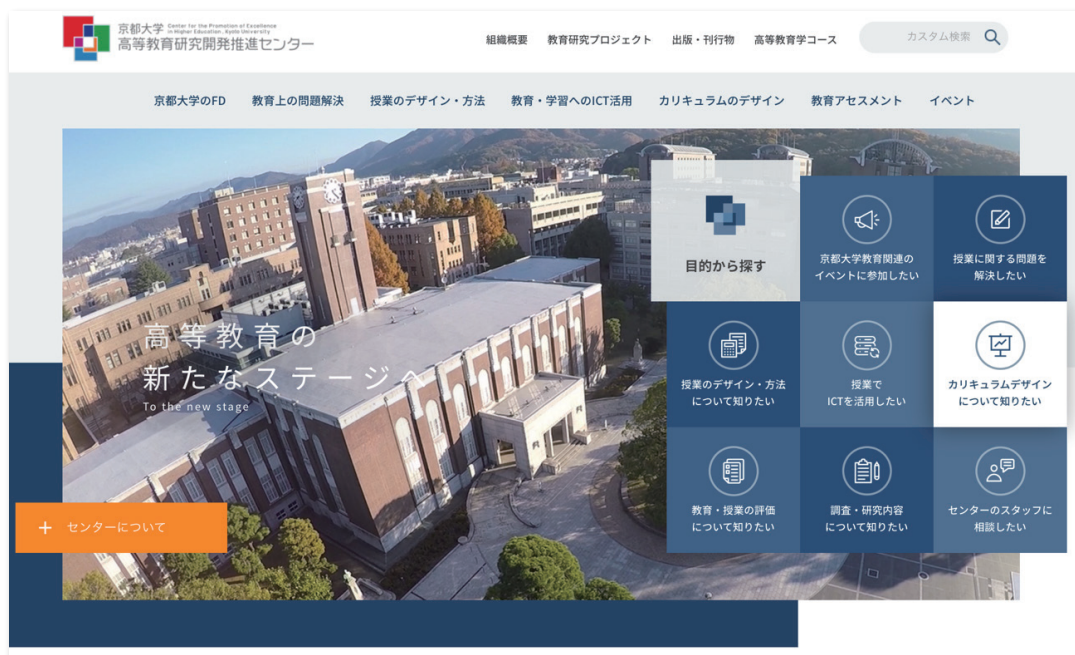 京都大学 Center for the Promotion of Excellence in Higher Education, Kyoto University
高等教育研究開発推進センター
組織概要 教育研究プロジェクト 出版・刊行物 高等教育学コース カスタム検索
京都大学のFD 教育上の問題解決 授業のデザイン・方法 教育・学習へのICT活用 カリキュラムのデザイン 教育アセスメント イベント
目的から探す
京都大学教育関連の
イベントに参加したい
授業に関する問題を
解決したい
授業のデザイン・方法
について知りたい
授業で
ICTを活用したい
カリキュラムデザイン
について知りたい
教育・授業の評価
について知りたい
調査・研究内容
について知りたい
センターのスタッフに
相談したい
高等教育の
新たなステージへ
To the new stage
+ センターについて